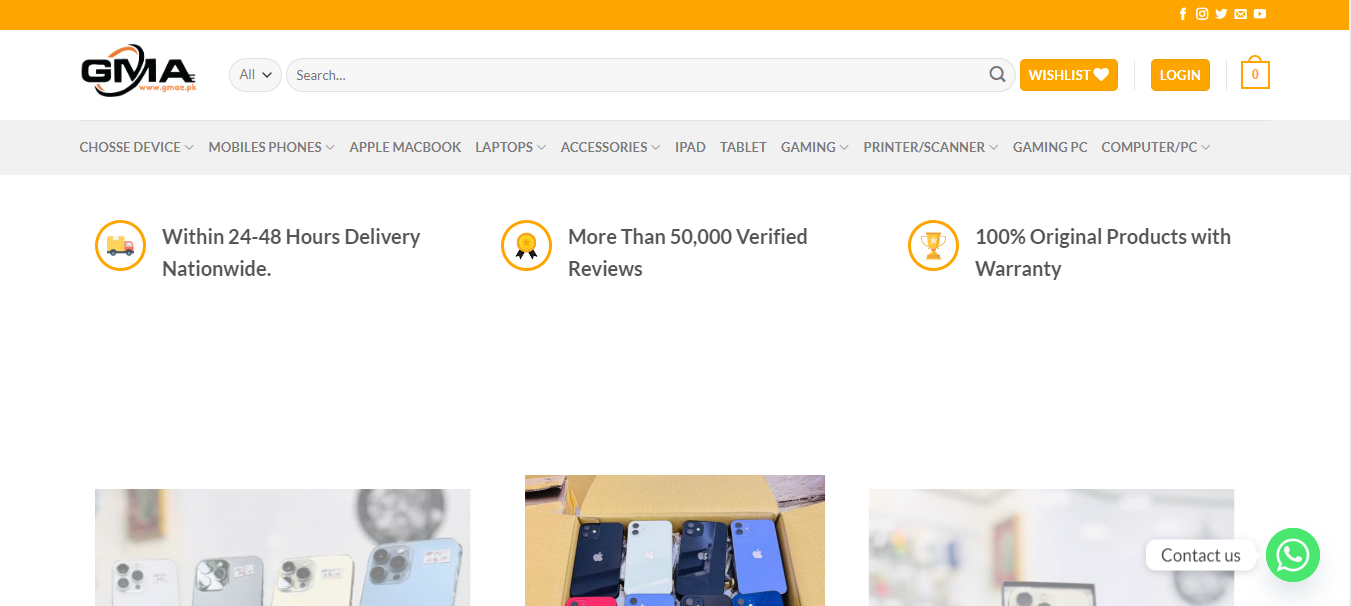 GMA
www.gmae.pk
All
Search...
WISHLIST
LOGIN
0
CHOSSE DEVICE
MOBILES PHONES
APPLE MACBOOK
LAPTOPS
ACCESSORIES
IPAD
TABLET
GAMING
PRINTER/SCANNER
GAMING PC
COMPUTER/PC
Within 24-48 Hours Delivery
Nationwide.
More Than 50,000 Verified
Reviews
100% Original Products with
Warranty
Contact us